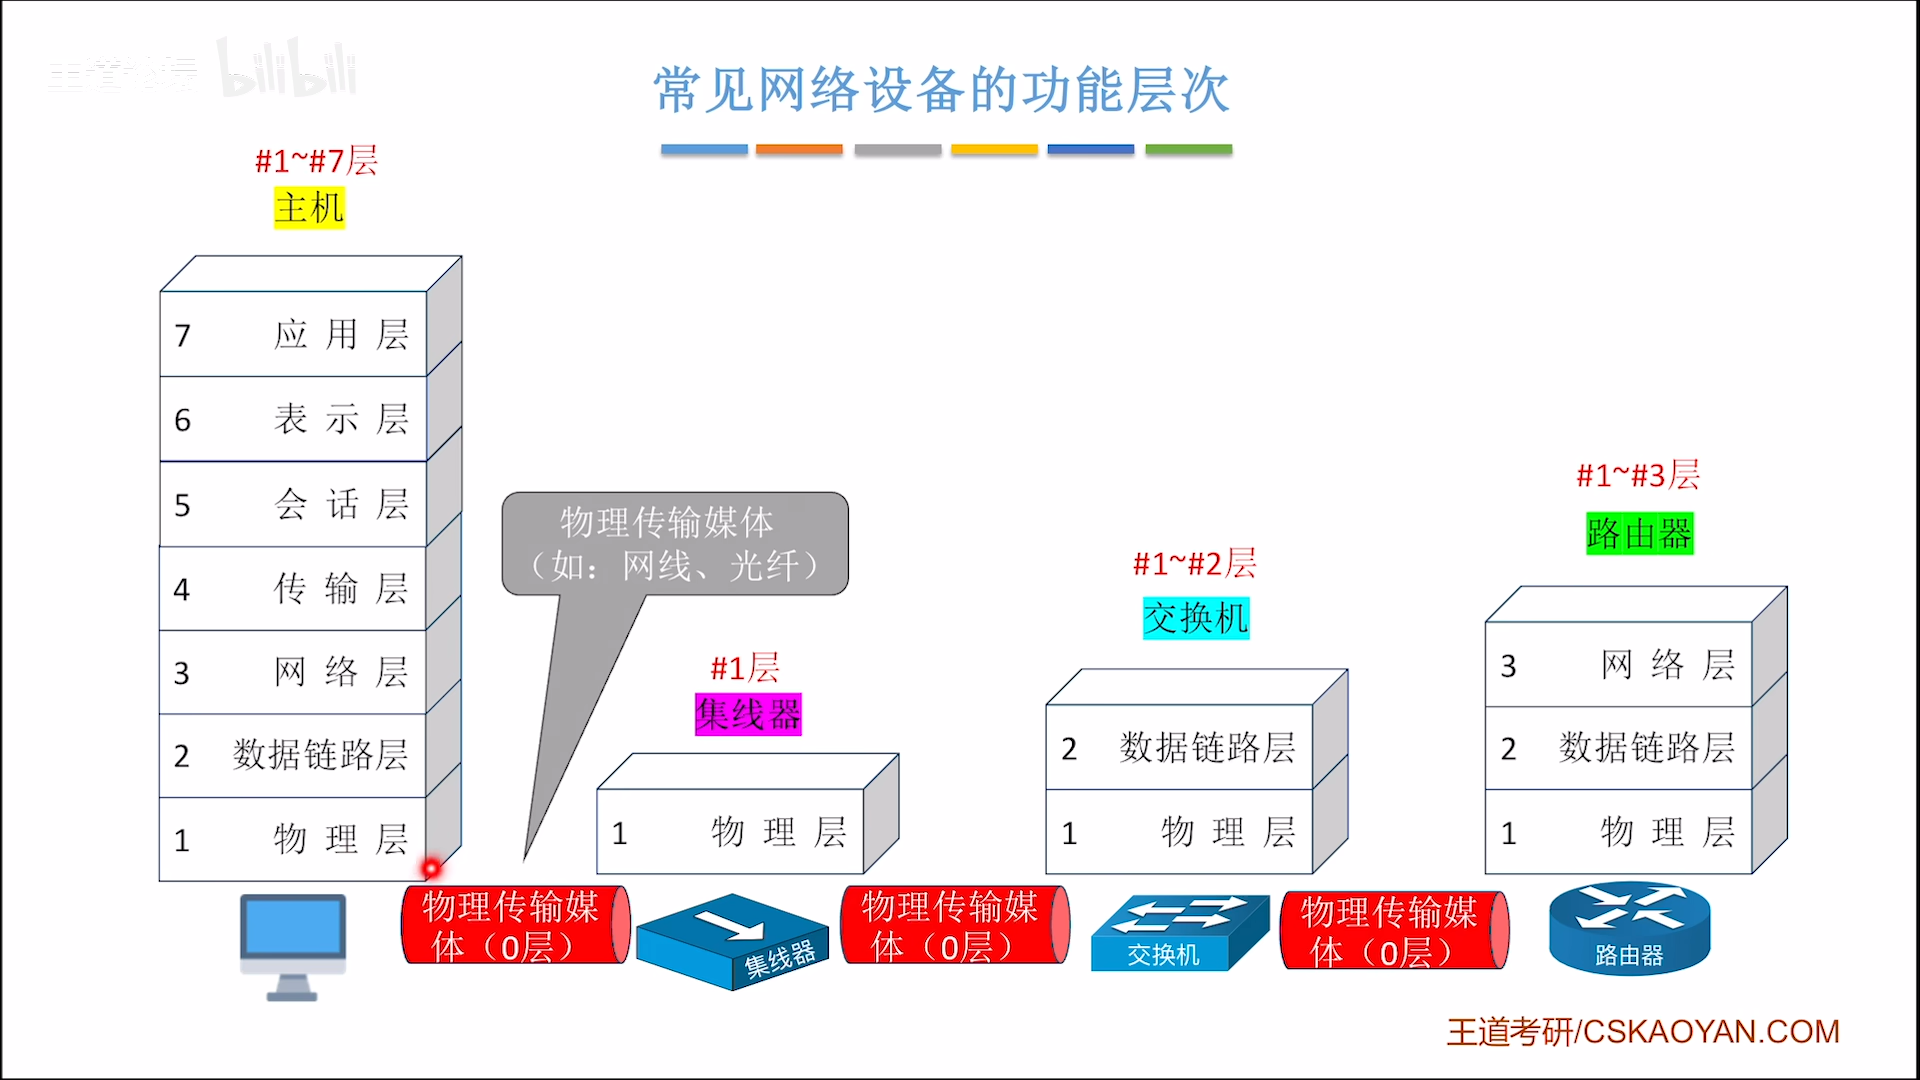 王道论坛 bilibili
常见网络设备的功能层次
#1~#7层
主机
7 应用层
6 表示层
5 会话层
4 传输层
3 网络层
2 数据链路层
1 物理层
物理传输媒体
（如：网线、光纤）
#1层
集线器
1 物理层
#1~#2层
交换机
2 数据链路层
1 物理层
#1~#3层
路由器
3 网络层
2 数据链路层
1 物理层
物理传输媒
体（0层）
集线器
物理传输媒
体（0层）
交换机
物理传输媒
体（0层）
路由器
王道考研/CSKAOYAN.COM